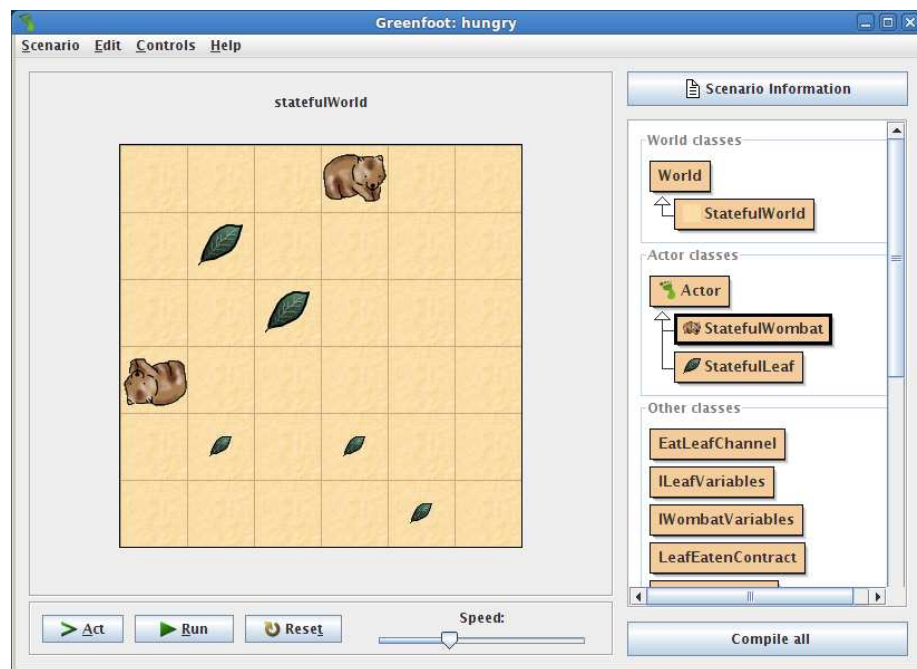 Greenfoot: hungry
Scenario Edit Controls Help
statefulWorld
Act
Run
Reset
Speed:
Scenario Information
World classes
World
StatefulWorld
Actor classes
Actor
StatefulWombat
StatefulLeaf
Other classes
EatLeafChannel
ILeafVariables
IWombatVariables
LeafEatenContract
Compile all